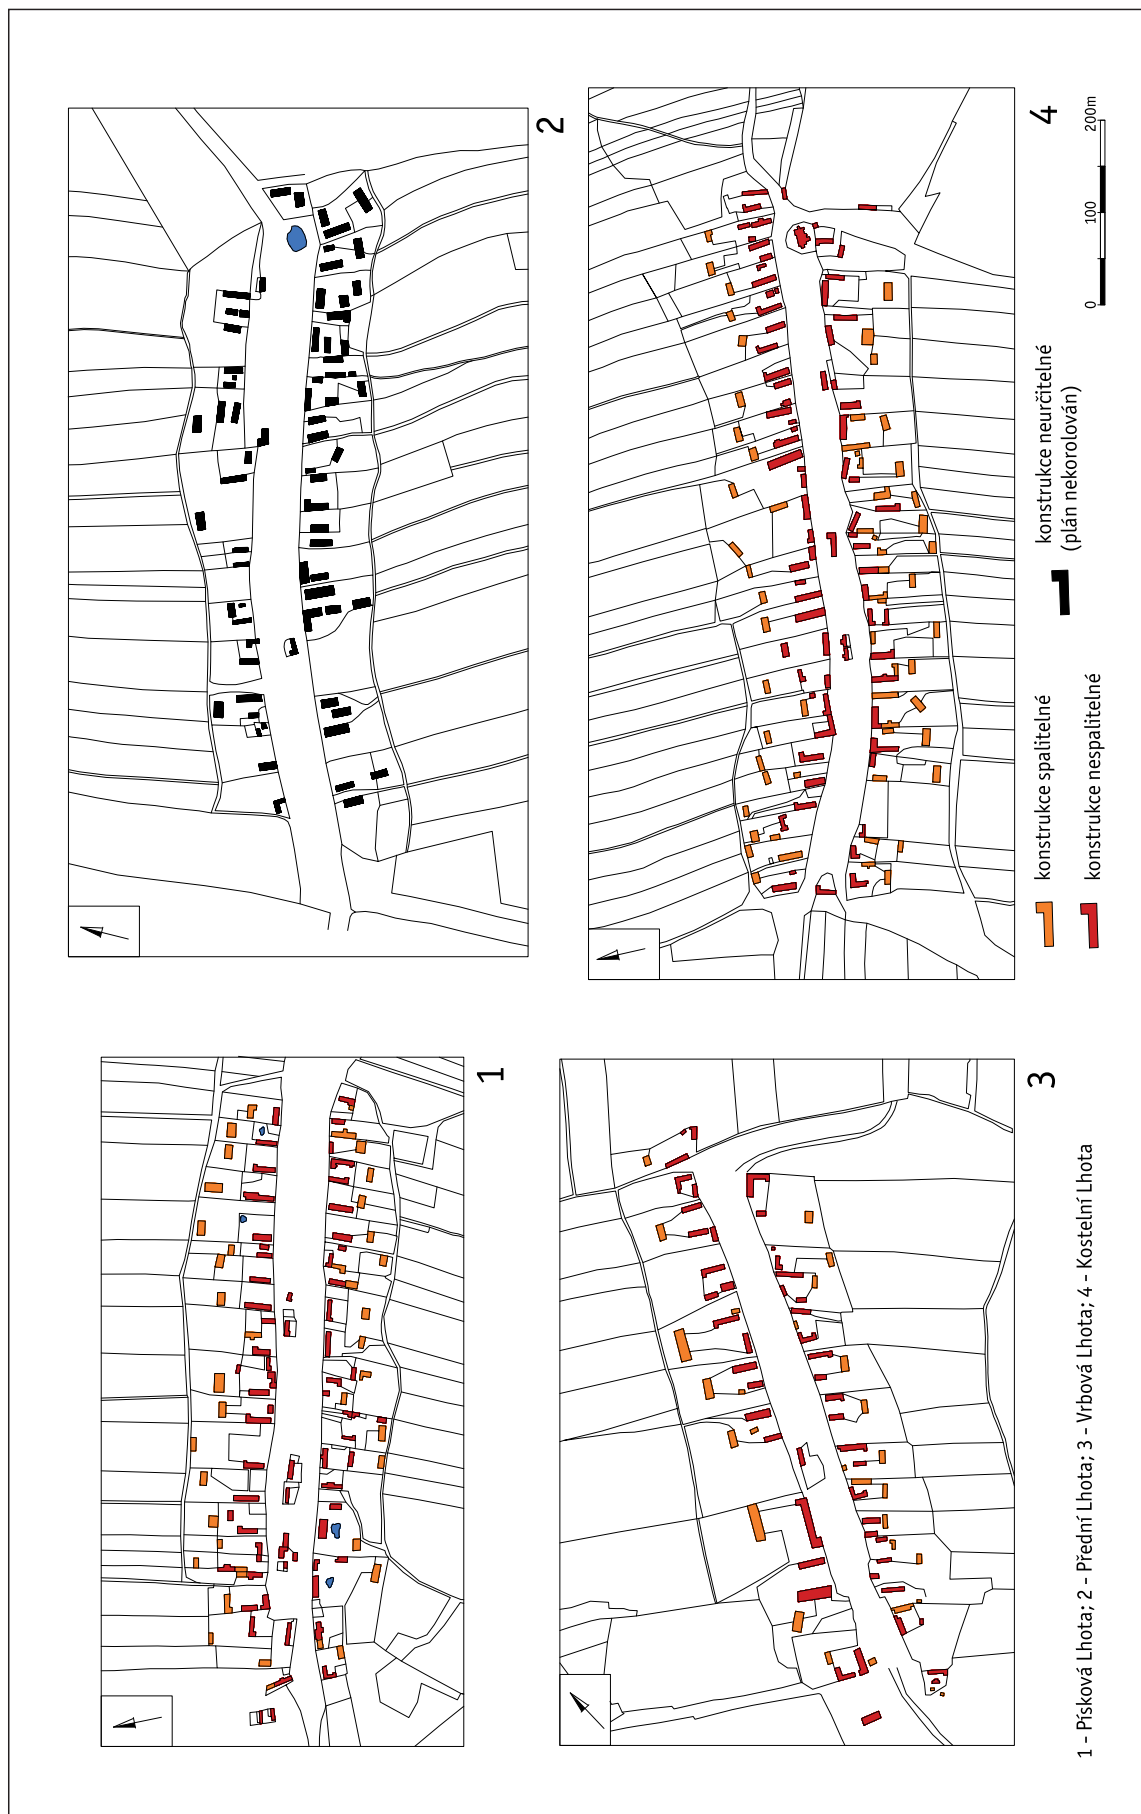 1
2
3
4
konstrukce spalitelné
konstrukce nespalitelné
konstrukce neurčitelné
(plán nekorolován)
0
100
200m
1 - Písková Lhota; 2 - Přední Lhota; 3 - Vrbová Lhota; 4 - Kostelní Lhota